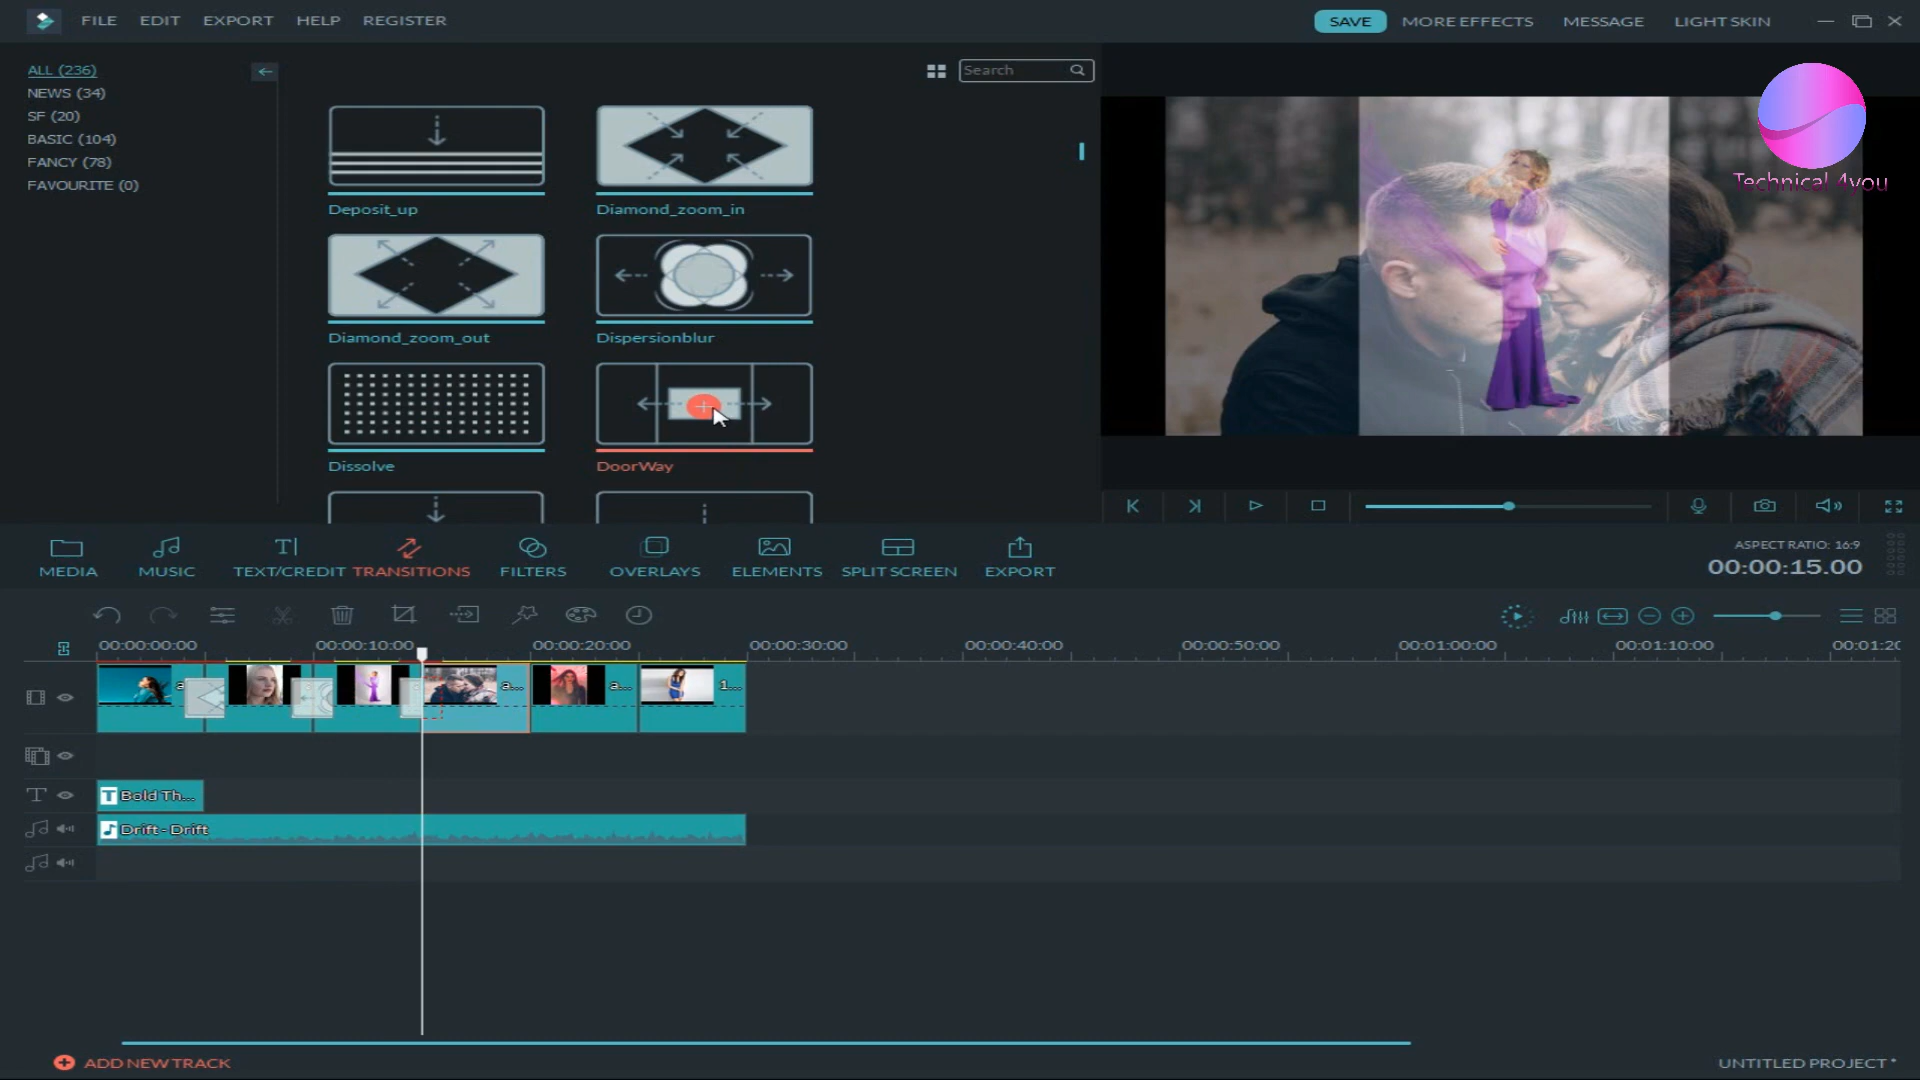 FILE EDIT EXPORT HELP REGISTER
SAVE MORE EFFECTS MESSAGE LIGHT SKIN
ALL (236)
NEWS (34)
SF (20)
BASIC (104)
FANCY (78)
FAVOURITE (0)
Search
Deposit_up
Diamond_zoom_in
Diamond_zoom_out
Dispersionblur
Dissolve
DoorWay
Technical 4you
MEDIA MUSIC TEXT/CREDIT TRANSITIONS FILTERS OVERLAYS ELEMENTS SPLIT SCREEN EXPORT
ASPECT RATIO: 16:9
00:00:15.00
00:00:00:00 00:00:10:00 00:00:20:00 00:00:30:00 00:00:40:00 00:00:50:00 00:01:00:00 00:01:10:00 00:01:20
a a... a... 1...
T Bold Th...
Drift - Drift
ADD NEW TRACK
UNTITLED PROJECT *